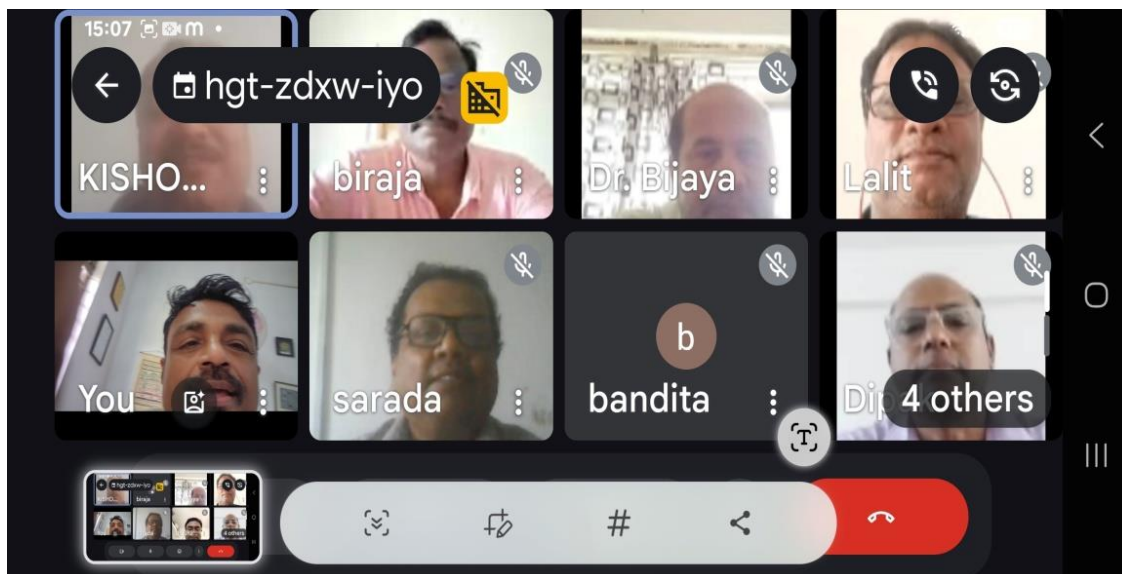 15:07 m
hgt-zdxw-iyo
KISHO...
biraja
Dr. Bijaya
Lalit
You
sarada
b
bandita
4 others
T
#